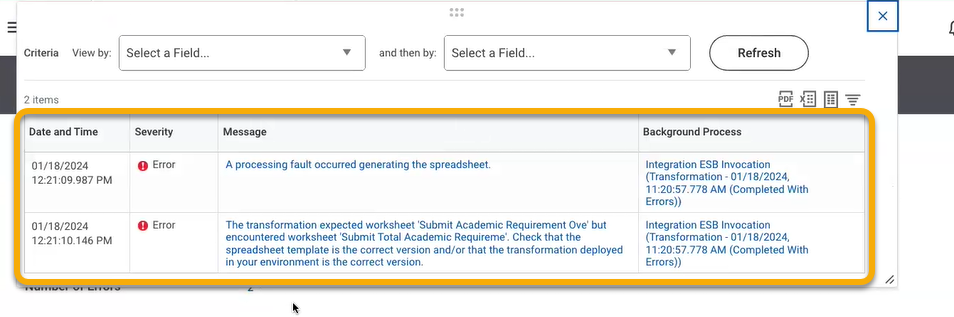 Criteria View by: Select a Field... and then by: Select a Field... Refresh
2 items
PDF
Date and Time Severity Message Background Process
01/18/2024
12:21:09.987 PM
Error
A processing fault occurred generating the spreadsheet.
Integration ESB Invocation
(Transformation - 01/18/2024,
11:20:57.778 AM (Completed With
Errors))
01/18/2024
12:21:10.146 PM
Error
The transformation expected worksheet 'Submit Academic Requirement Ove' but
encountered worksheet 'Submit Total Academic Requireme'. Check that the
spreadsheet template is the correct version and/or that the transformation deployed
in your environment is the correct version.
Integration ESB Invocation
(Transformation - 01/18/2024,
11:20:57.778 AM (Completed With
Errors))
Number of Errors 2